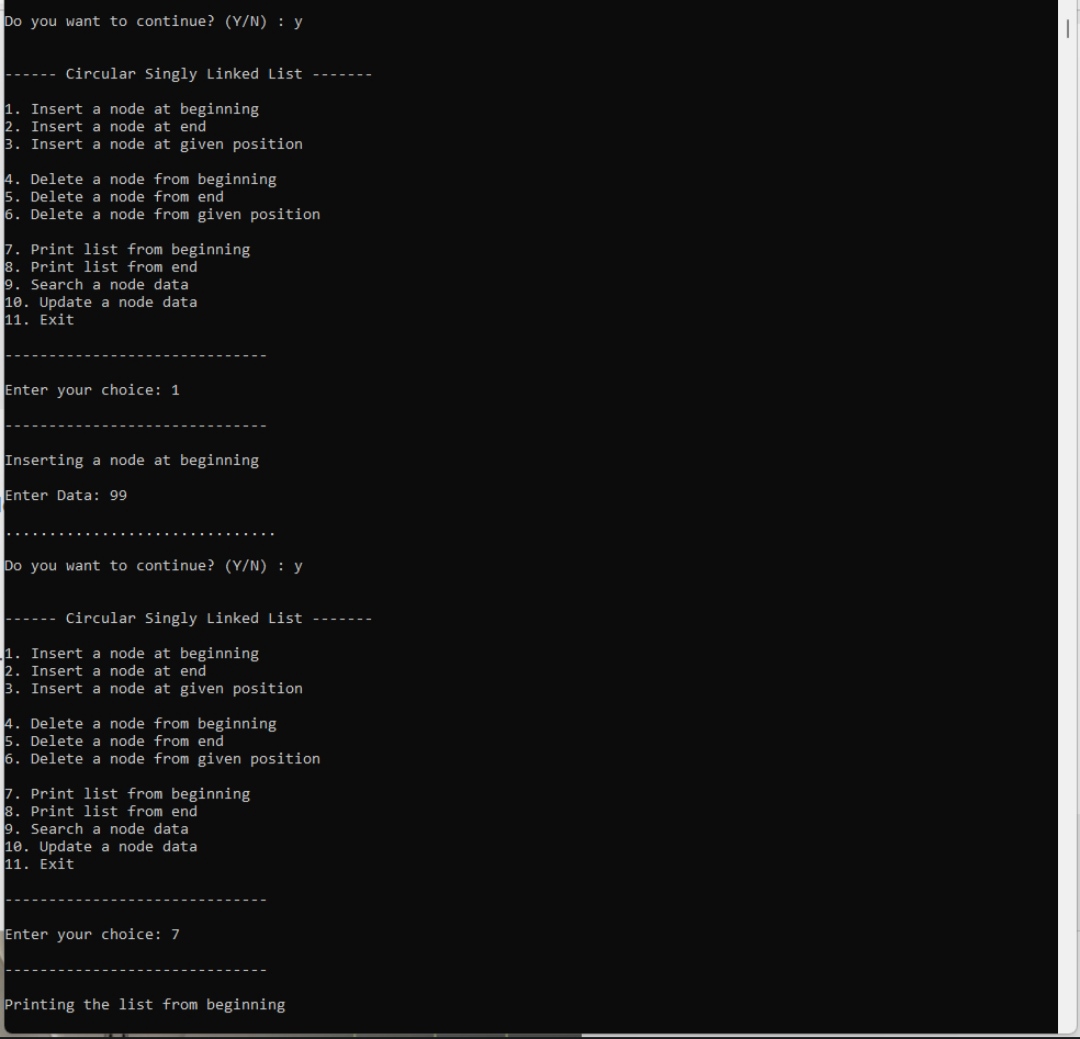 Do you want to continue? (Y/N) : y
------ Circular Singly Linked List -------
1. Insert a node at beginning
2. Insert a node at end
3. Insert a node at given position
4. Delete a node from beginning
5. Delete a node from end
6. Delete a node from given position
7. Print list from beginning
8. Print list from end
9. Search a node data
10. Update a node data
11. Exit
------------------------------
Enter your choice: 1
------------------------------
Inserting a node at beginning
Enter Data: 99
...............................
Do you want to continue? (Y/N) : y
------ Circular Singly Linked List -------
1. Insert a node at beginning
2. Insert a node at end
3. Insert a node at given position
4. Delete a node from beginning
5. Delete a node from end
6. Delete a node from given position
7. Print list from beginning
8. Print list from end
9. Search a node data
10. Update a node data
11. Exit
------------------------------
Enter your choice: 7
------------------------------
Printing the list from beginning